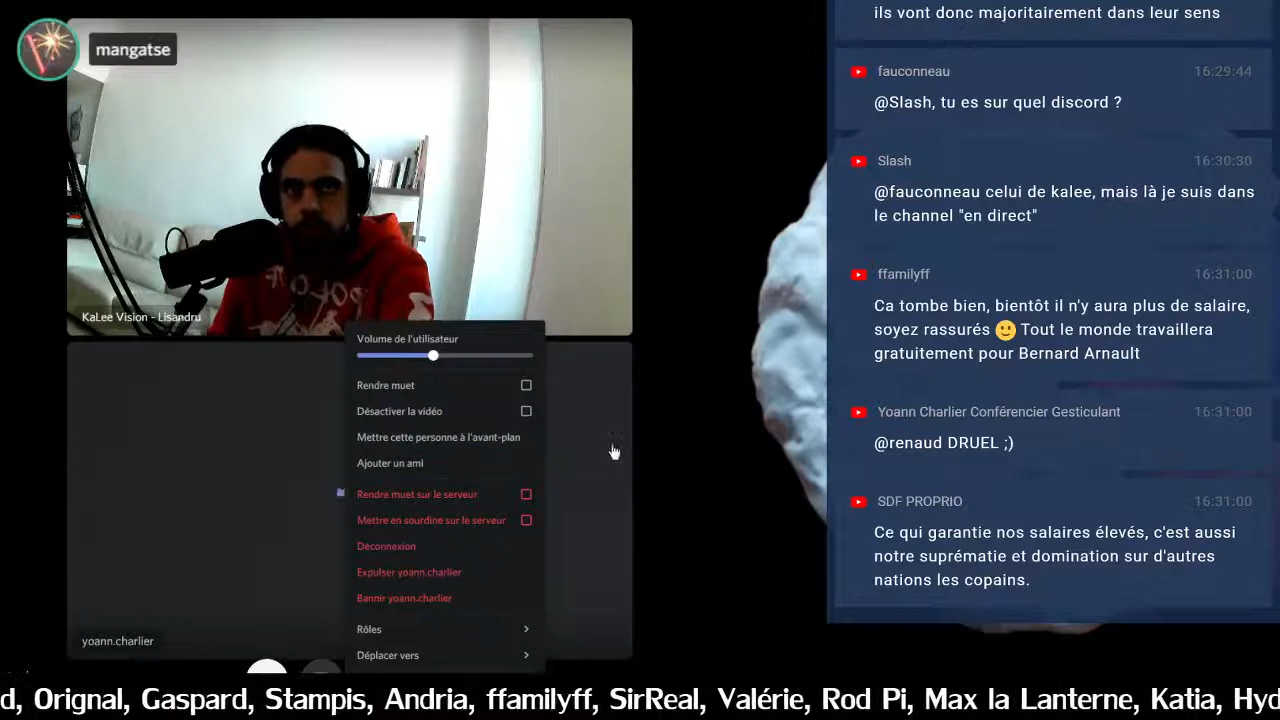 mangatse
KaLee Vision - Lisandru
Volume de l'utilisateur
Rendre muet
Désactiver la vidéo
Mettre cette personne à l'avant-plan
Ajouter un ami
Rendre muet sur le serveur
Mettre en sourdine sur le serveur
Déconnexion
Expulser yoann.charlier
Bannir yoann.charlier
Rôles
Déplacer vers
yoann.charlier
ils vont donc majoritairement dans leur sens
fauconneau 16:29:44
@Slash, tu es sur quel discord ?
Slash 16:30:30
@fauconneau celui de kalee, mais là je suis dans
le channel "en direct"
ffamilyff 16:31:00
Ca tombe bien, bientôt il n'y aura plus de salaire,
soyez rassurés 🙂 Tout le monde travaillera
gratuitement pour Bernard Arnault
Yoann Charlier Conférencier Gesticulant 16:31:00
@renaud DRUEL ;)
SDF PROPRIO 16:31:00
Ce qui garantie nos salaires élevés, c'est aussi
notre suprématie et domination sur d'autres
nations les copains.
d, Orignal, Gaspard, Stampis, Andria, ffamilyff, SirReal, Valérie, Rod Pi, Max la Lanterne, Katia, Hyd